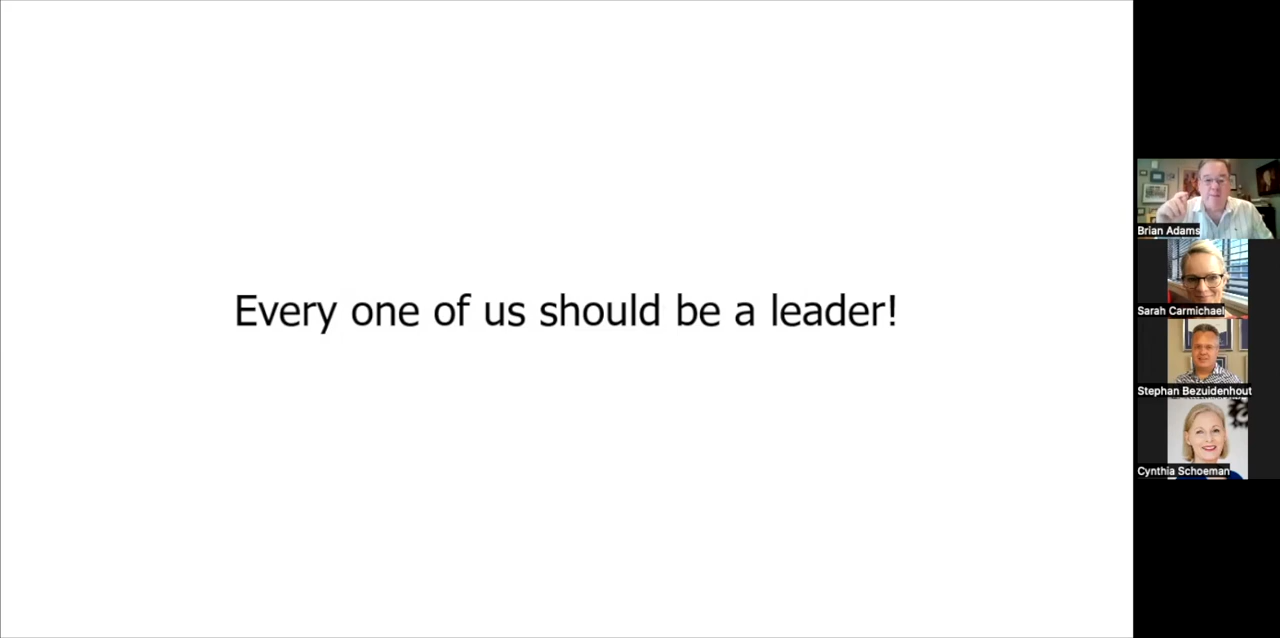 Every one of us should be a leader!
Brian Adams
Sarah Carmichael
Stephan Bezuidenhout
Cynthia Schoeman